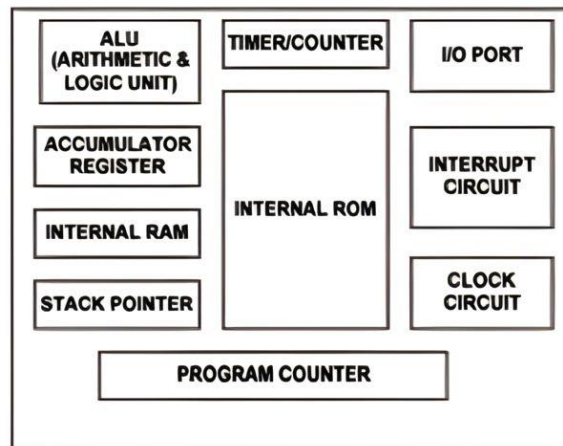 ALU
(ARITHMETIC &
LOGIC UNIT)
TIMER/COUNTER
I/O PORT
ACCUMULATOR
REGISTER
INTERNAL ROM
INTERRUPT
CIRCUIT
INTERNAL RAM
STACK POINTER
CLOCK
CIRCUIT
PROGRAM COUNTER